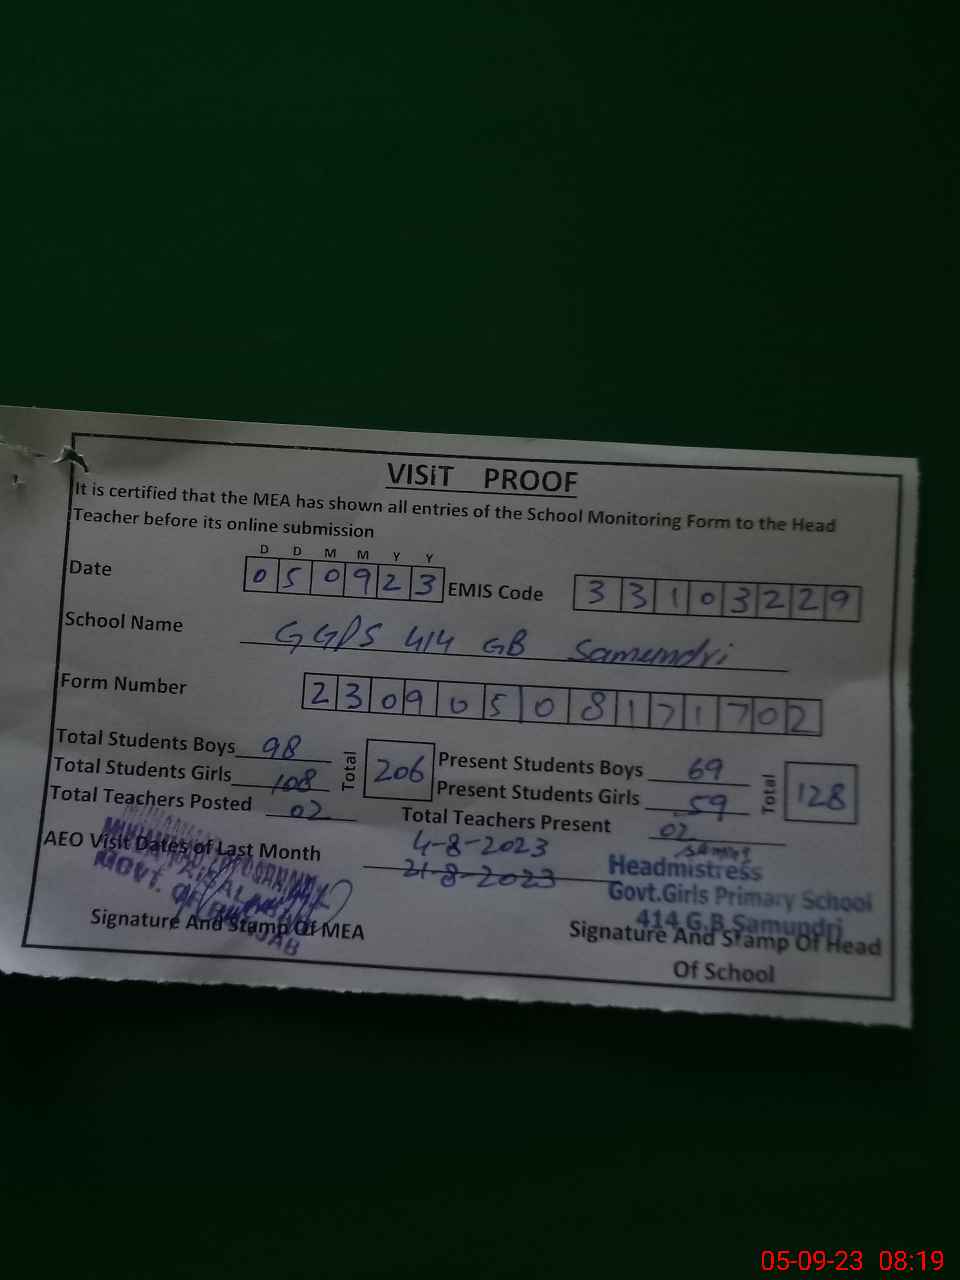 VISiT PROOF
It is certified that the MEA has shown all entries of the School Monitoring Form to the Head
Teacher before its online submission
D D M M Y Y
Date 0 5 0 9 2 3 EMIS Code 3 3 1 0 3 2 2 9
School Name GGPS 414 GB Samundri
Form Number 2 3 0 9 0 5 0 8 1 7 1 7 0 2
Total Students Boys 98 Total 206 Present Students Boys 69 Total 128
Total Students Girls 108 Present Students Girls 59
Total Teachers Posted 02 Total Teachers Present 02
AEO Visit Dates of Last Month 4-8-2023
21-8-2023
Headmistress
Govt.Girls Primary School
414 G.B Samundri
GOVT. OF PUNJAB
Signature And Stamp Of MEA Signature And Stamp Of Head
Of School
05-09-23 08:19